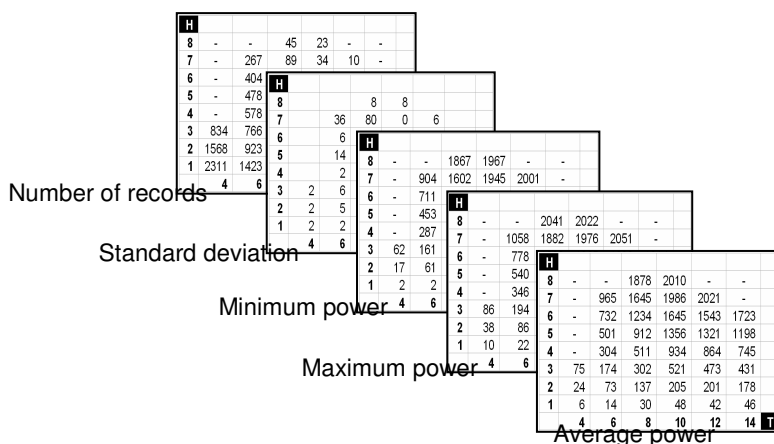 H
8 - - 45 23 - -
7 - 267 89 34 10 -
6 - 404
5 - 478
4 - 578
3 834 766
2 1568 923
1 2311 1423
4 6
Number of records
H
8 8 8
7 36 80 0 6
6 6
5 14
4 2
3 2 6
2 2 5
1 2 2
4 6
Standard deviation
H
8 - - 1867 1967 - -
7 - 904 1602 1945 2001 -
6 - 711
5 - 453
4 - 287
3 62 161
2 17 61
1 2 2
4 6
Minimum power
H
8 - - 2041 2022 - -
7 - 1058 1882 1976 2051 -
6 - 778
5 - 540
4 - 346
3 86 194
2 38 86
1 10 22
4 6
Maximum power
H
8 - - 1878 2010 - -
7 - 965 1645 1986 2021 -
6 - 732 1234 1645 1543 1723
5 - 501 912 1356 1321 1198
4 - 304 511 934 864 745
3 75 174 302 521 473 431
2 24 73 137 205 201 178
1 6 14 30 48 42 46
4 6 8 10 12 14 T
Average power